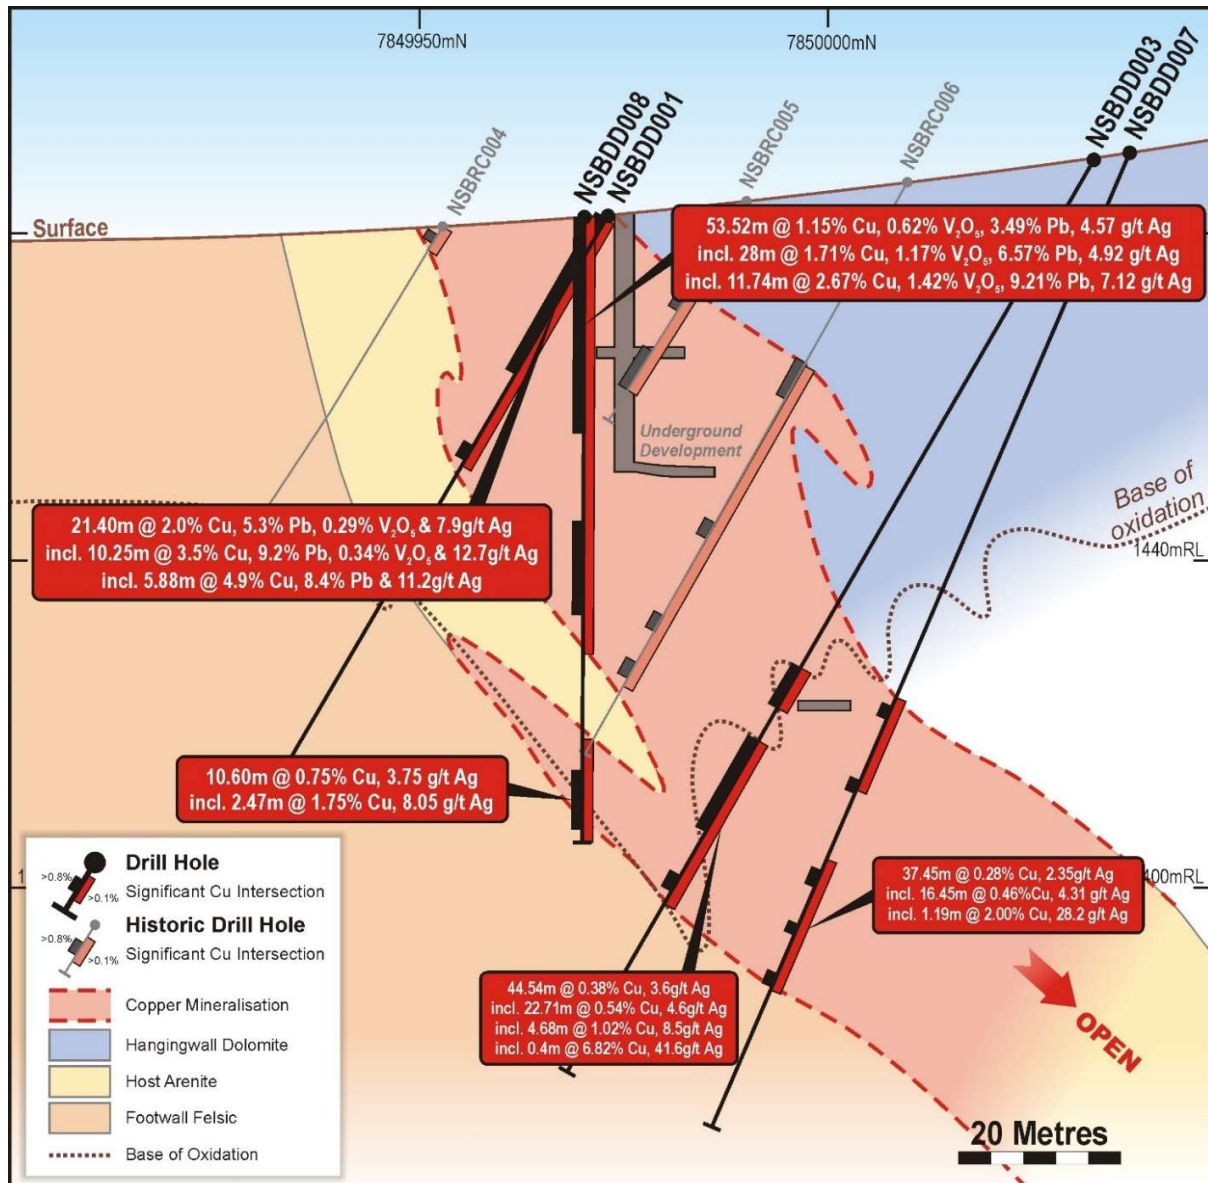 7849950mN
7850000mN
NSBRC004
NSBDD008
NSBDD001
NSBRC005
NSBRC006
NSBDD003
NSBDD007
Surface
53.52m @ 1.15% Cu, 0.62% V₂O₅, 3.49% Pb, 4.57 g/t Ag
incl. 28m @ 1.71% Cu, 1.17% V₂O₅, 6.57% Pb, 4.92 g/t Ag
incl. 11.74m @ 2.67% Cu, 1.42% V₂O₅, 9.21% Pb, 7.12 g/t Ag
Underground
Development
Base of
oxidation
1440mRL
21.40m @ 2.0% Cu, 5.3% Pb, 0.29% V₂O₅ & 7.9g/t Ag
incl. 10.25m @ 3.5% Cu, 9.2% Pb, 0.34% V₂O₅ & 12.7g/t Ag
incl. 5.88m @ 4.9% Cu, 8.4% Pb & 11.2g/t Ag
10.60m @ 0.75% Cu, 3.75 g/t Ag
incl. 2.47m @ 1.75% Cu, 8.05 g/t Ag
1
400mRL
37.45m @ 0.28% Cu, 2.35g/t Ag
incl. 16.45m @ 0.46%Cu, 4.31 g/t Ag
incl. 1.19m @ 2.00% Cu, 28.2 g/t Ag
44.54m @ 0.38% Cu, 3.6g/t Ag
incl. 22.71m @ 0.54% Cu, 4.6g/t Ag
incl. 4.68m @ 1.02% Cu, 8.5g/t Ag
incl. 0.4m @ 6.82% Cu, 41.6g/t Ag
OPEN
20 Metres
Drill Hole
>0.8%
>0.1%
Significant Cu Intersection
Historic Drill Hole
>0.8%
>0.1%
Significant Cu Intersection
Copper Mineralisation
Hangingwall Dolomite
Host Arenite
Footwall Felsic
Base of Oxidation